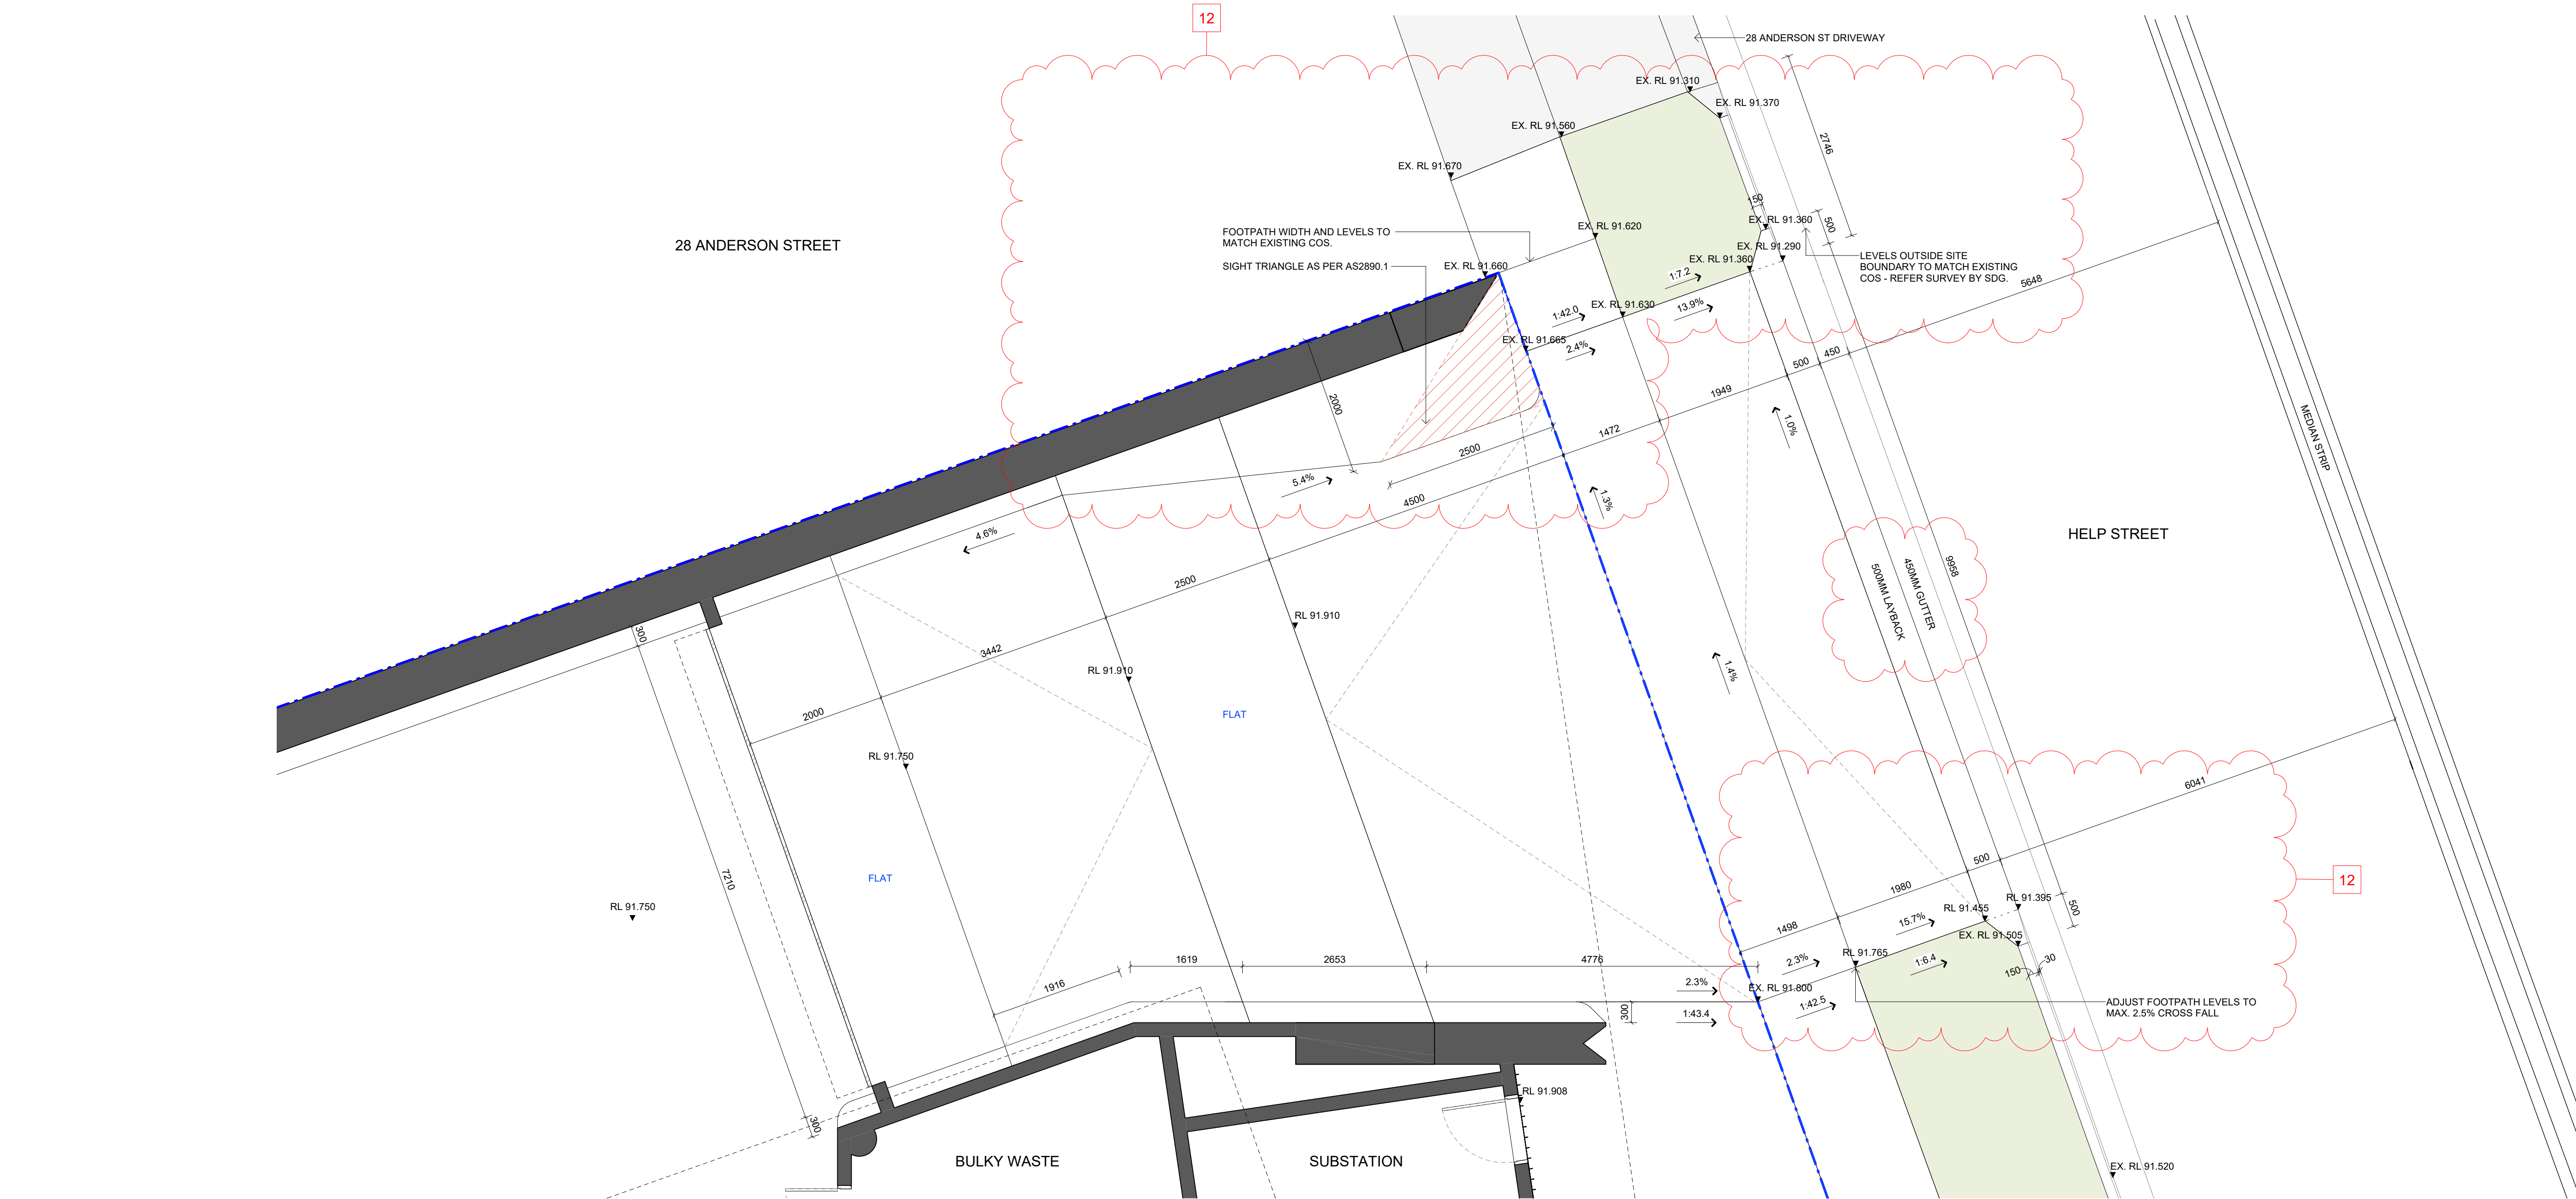 12
28 ANDERSON ST DRIVEWAY
EX. RL 91.310
EX. RL 91.370
EX. RL 91.560
2746
EX. RL 91.670
150
EX. RL 91.360
500
FOOTPATH WIDTH AND LEVELS TO
MATCH EXISTING COS.
EX. RL 91.620
28 ANDERSON STREET
EX. RL 91.290
SIGHT TRIANGLE AS PER AS2890.1
EX. RL 91.660
EX. RL 91.360
LEVELS OUTSIDE SITE
BOUNDARY TO MATCH EXISTING
COS - REFER SURVEY BY SDG.
1:7.2
5648
13.9%
EX. RL 91.630
1:42.0
EX. RL 91.665
2.4%
450
500
1949
2000
1472
1.0%
MEDIAN STRIP
2500
5.4%
4500
1.3%
4.6%
HELP STREET
9958
2500
450MM GUTTER
500MM LAYBACK
RL 91.910
300
3442
RL 91.910
1.4%
FLAT
2000
RL 91.750
6041
FLAT
7210
500
1980
RL 91.395
RL 91.455
500
RL 91.750
15.7%
1498
EX. RL 91.505
RL 91.765
2.3%
1:6.4
30
150
1619
2653
4776
1916
2.3%
EX. RL 91.800
1:42.5
ADJUST FOOTPATH LEVELS TO
MAX. 2.5% CROSS FALL
300
1:43.4
RL 91.908
300
BULKY WASTE
SUBSTATION
EX. RL 91.520
12